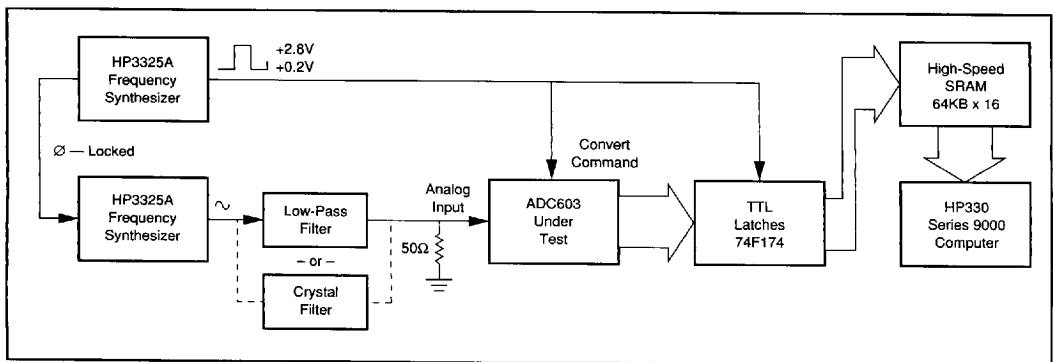 HP3325A
Frequency
Synthesizer
+2.8V
+0.2V
High-Speed
SRAM
64KB x 16
Ø — Locked
Convert
Command
HP3325A
Frequency
Synthesizer
∿
Low-Pass
Filter
– or –
Crystal
Filter
Analog
Input
50Ω
ADC603
Under
Test
TTL
Latches
74F174
HP330
Series 9000
Computer